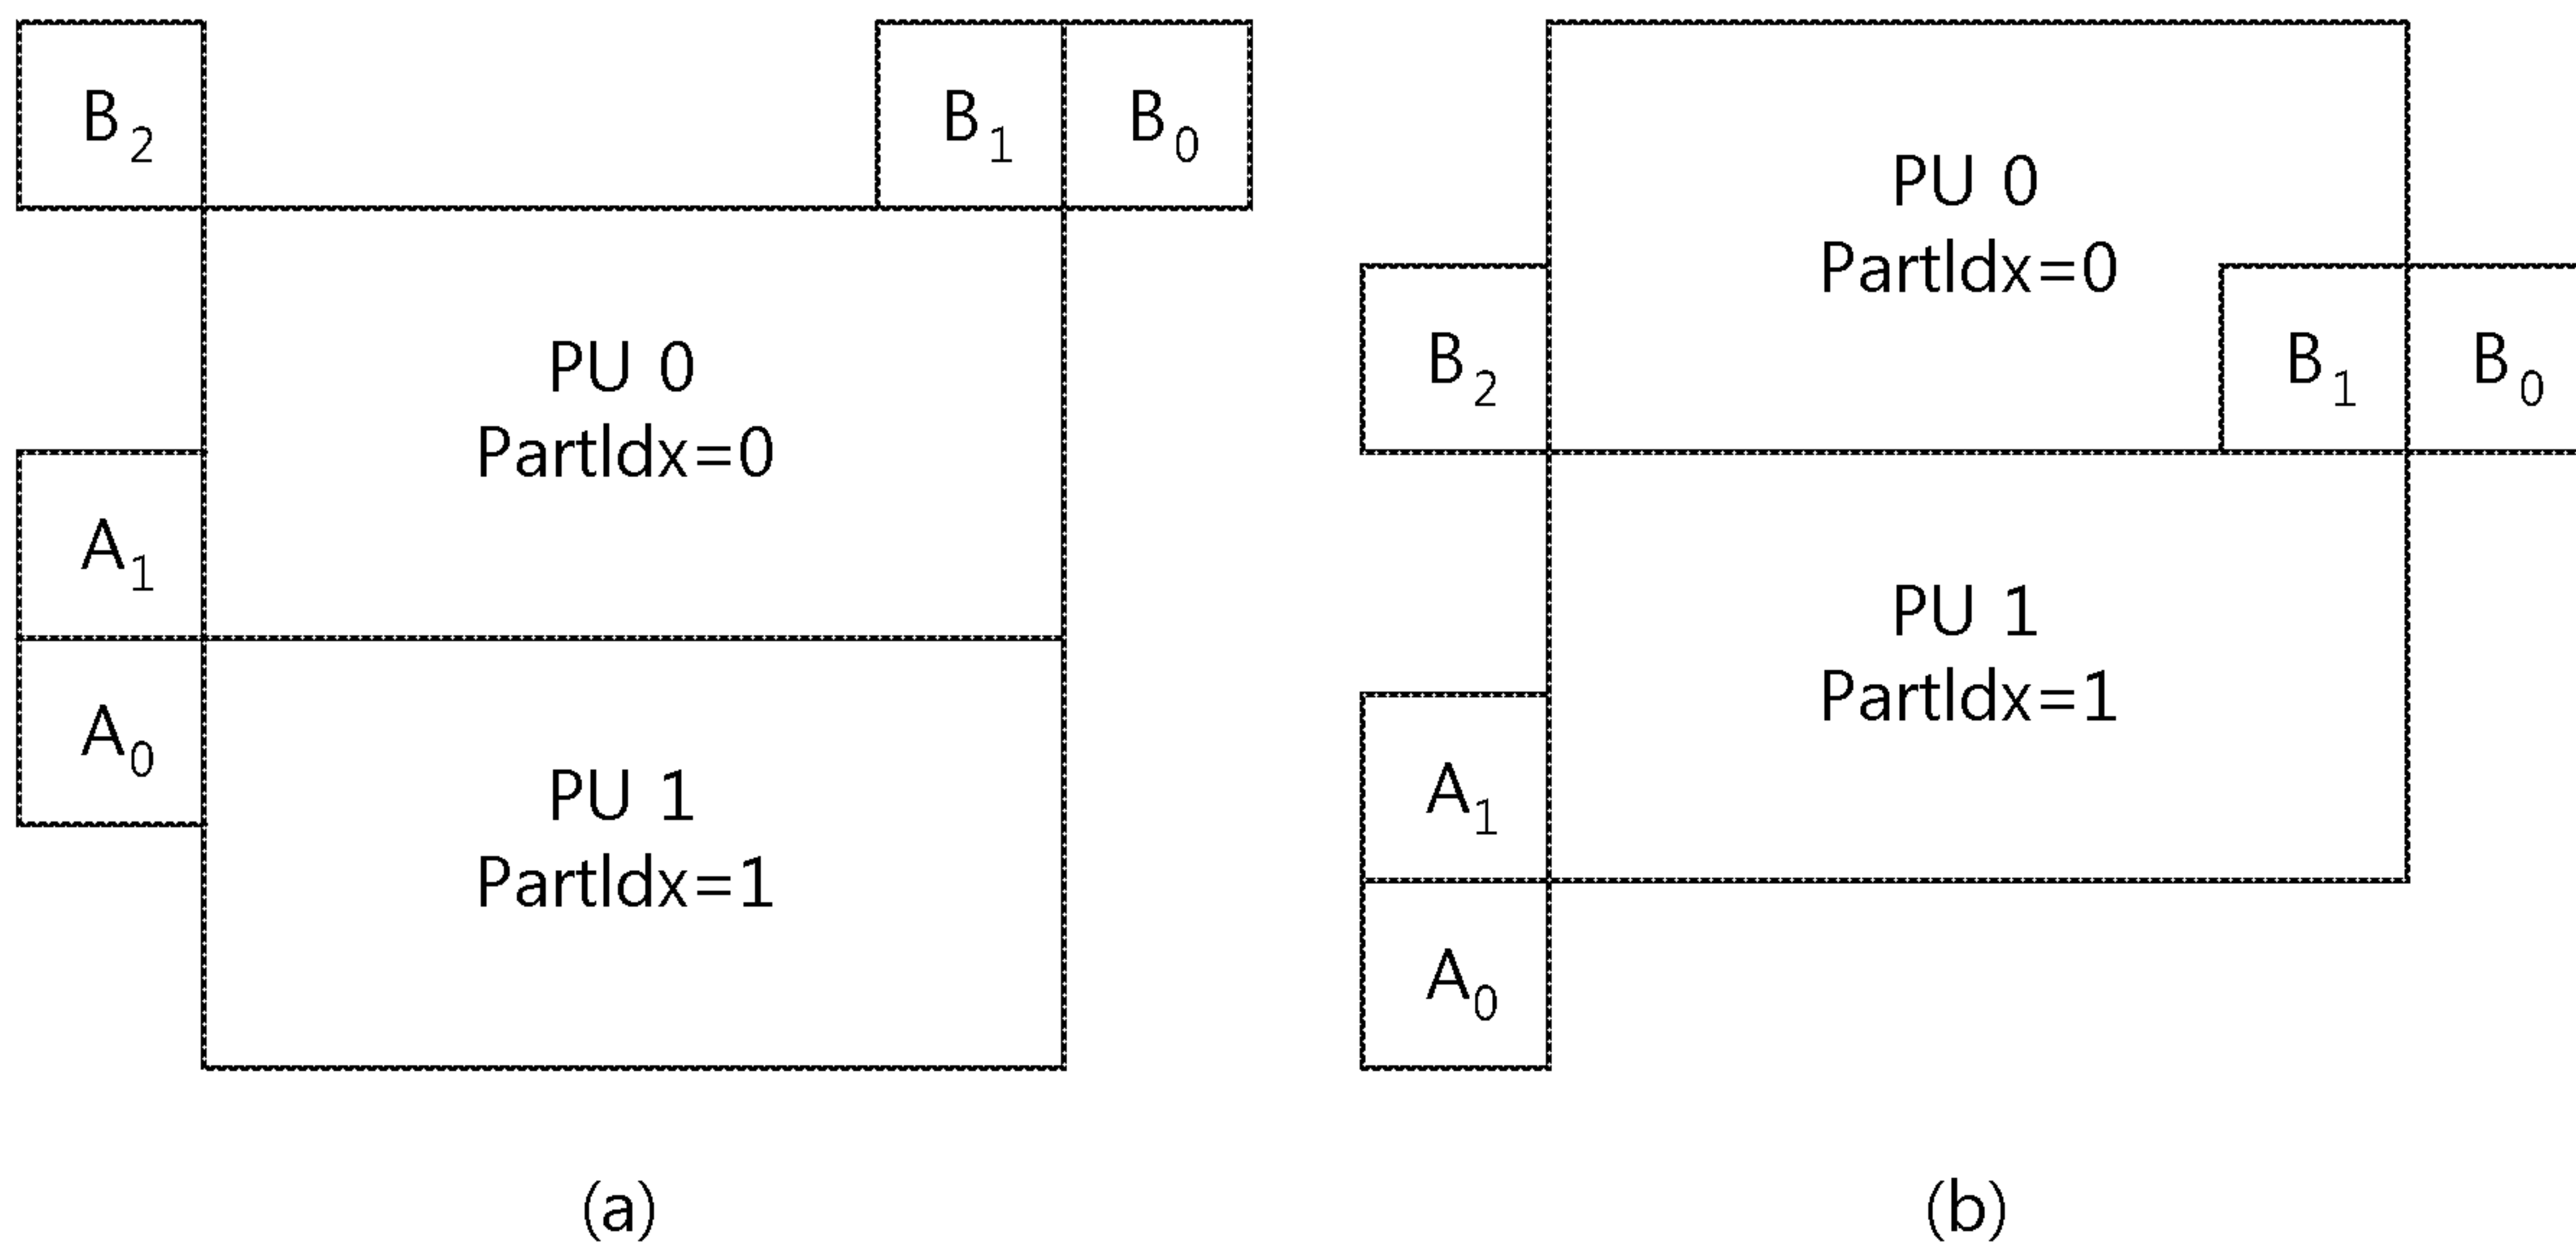 B2
B1
B0
PU 0
PartIdx=0
A1
A0
PU 1
PartIdx=1
(a)
PU 0
PartIdx=0
B2
B1
B0
PU 1
PartIdx=1
A1
A0
(b)